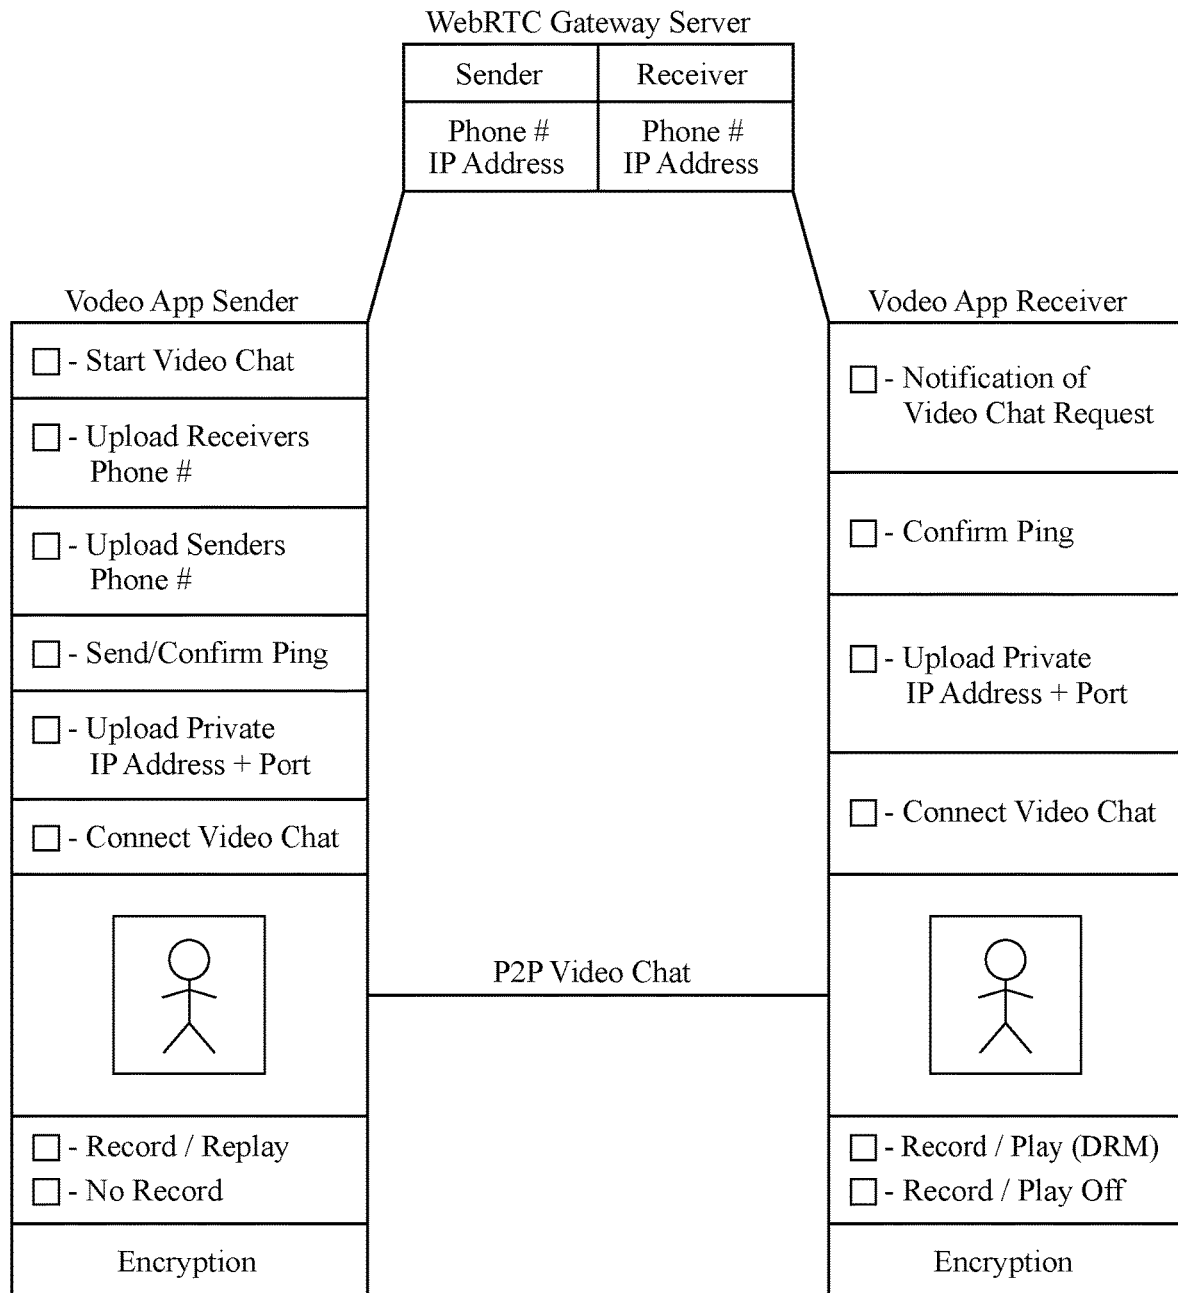 WebRTC Gateway Server
Sender
Receiver
Phone #
IP Address
Phone #
IP Address
Vodeo App Sender
- Start Video Chat
- Upload Receivers
Phone #
- Upload Senders
Phone #
- Send/Confirm Ping
- Upload Private
IP Address + Port
- Connect Video Chat
- Record / Replay
- No Record
Encryption
P2P Video Chat
Vodeo App Receiver
- Notification of
Video Chat Request
- Confirm Ping
- Upload Private
IP Address + Port
- Connect Video Chat
- Record / Play (DRM)
- Record / Play Off
Encryption